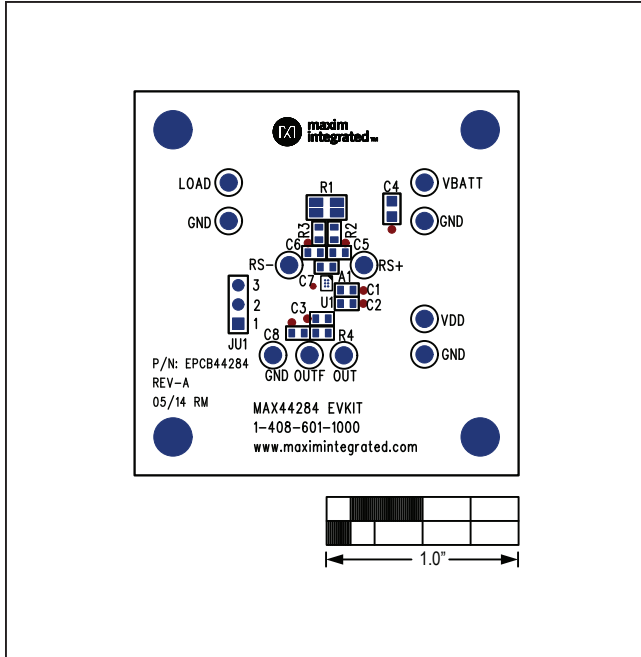 maxim
integrated™
LOAD
R1
C4
VBATT
GND
GND
R3
R2
C6
C5
RS-
RS+
C7
A1
U1
C1
C2
3
2
1
JU1
C3
VDD
C8
R4
GND
GND OUTF OUT
P/N: EPCB44284
REV-A
05/14 RM
MAX44284 EVKIT
1-408-601-1000
www.maximintegrated.com
1.0”